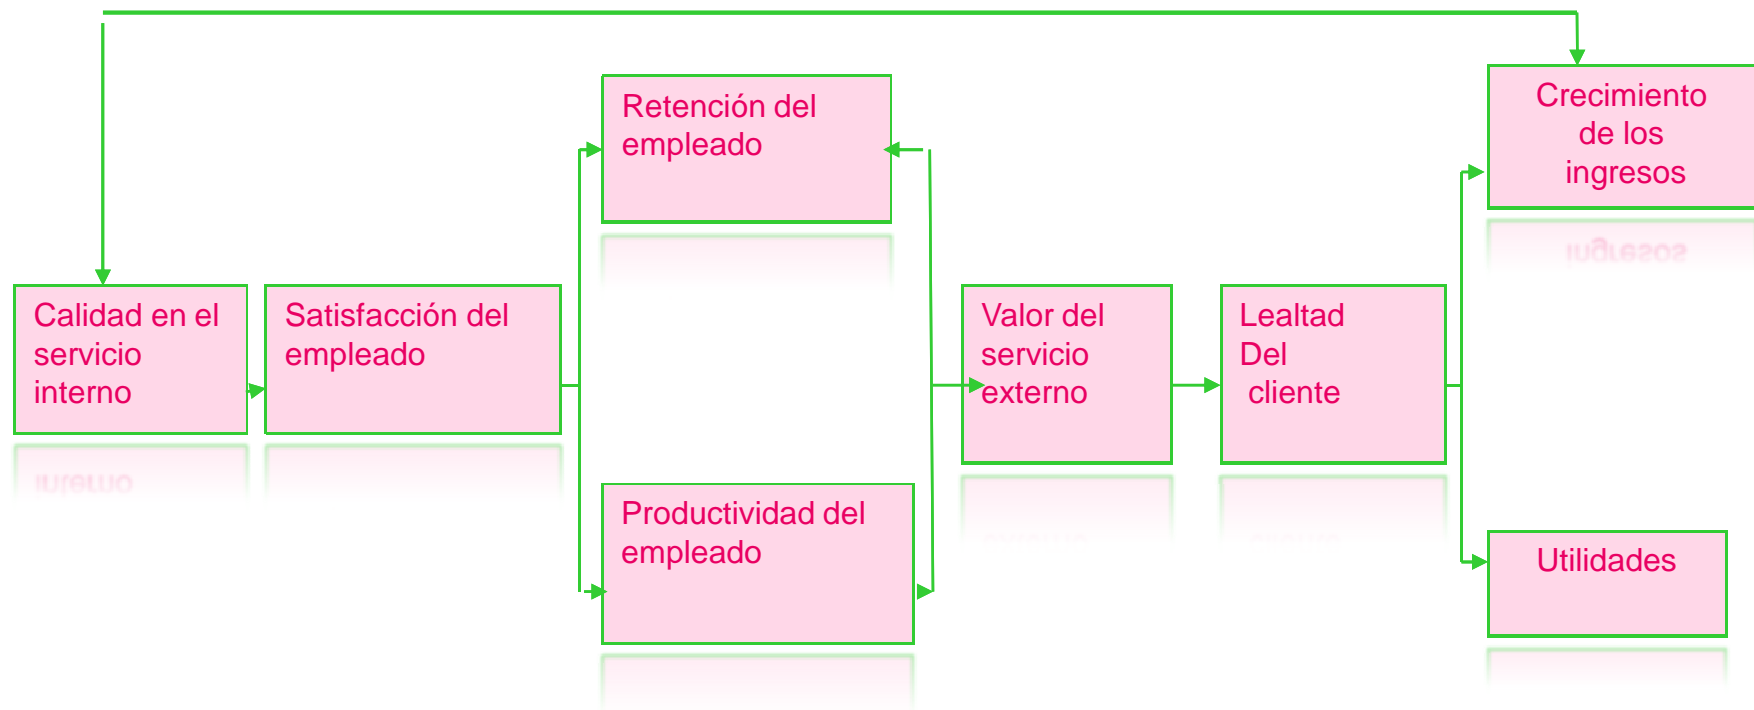 Retención del
empleado
Crecimiento
de los
ingresos
Calidad en el
servicio
interno
Satisfacción del
empleado
Valor del
servicio
externo
Lealtad
Del
cliente
Productividad del
empleado
Utilidades